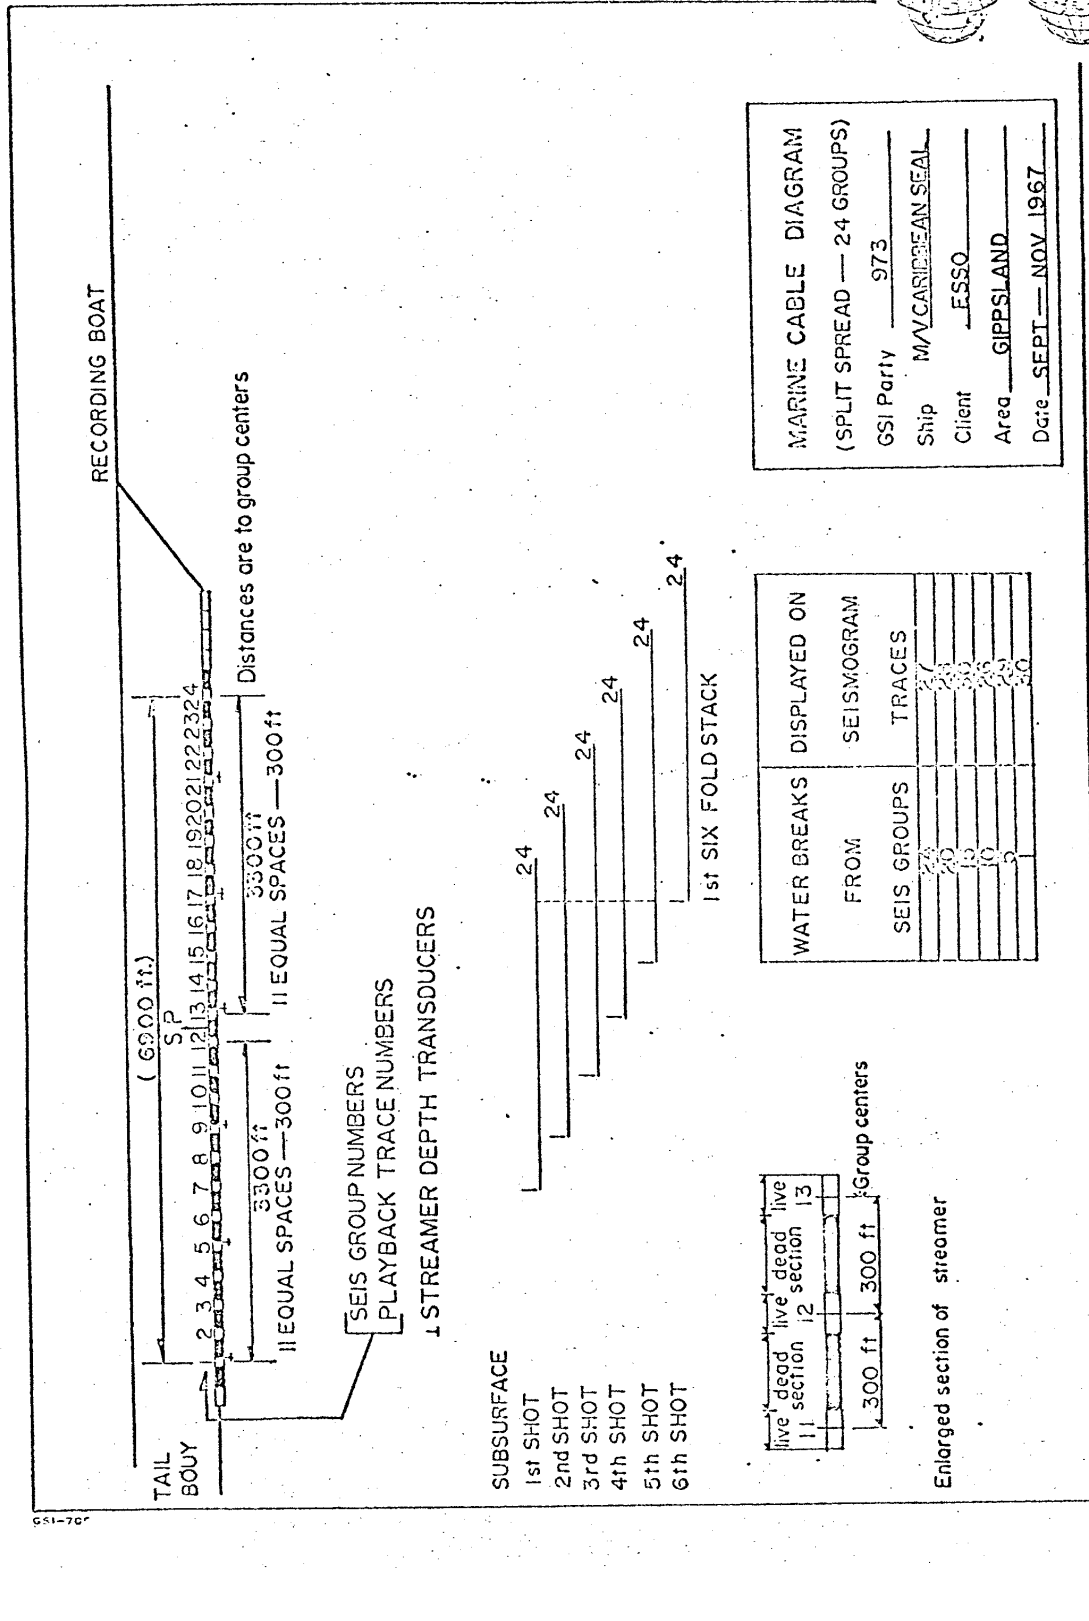 RECORDING BOAT
TAIL
BOUY
(6900 ft.)
S.P
2 3 4 5 6 7 8 9 10 11 12 13 14 15 16 17 18 19 20 21 22 23 24
3300 ft
11 EQUAL SPACES — 300 ft
3300 ft
11 EQUAL SPACES — 300 ft
Distances are to group centers
SEIS GROUP NUMBERS
PLAYBACK TRACE NUMBERS
STREAMER DEPTH TRANSDUCERS
SUBSURFACE
1st SHOT 24
2nd SHOT 24
3rd SHOT 24
4th SHOT 24
5th SHOT 24
6th SHOT 24
1st SIX FOLD STACK
live dead live dead live
section section
11 12 13
300 ft 300 ft
Group centers
Enlarged section of streamer
WATER BREAKS DISPLAYED ON
FROM SEISMOGRAM
SEIS GROUPS TRACES
24
20
15
10
5
1
MARINE CABLE DIAGRAM
(SPLIT SPREAD — 24 GROUPS)
GSI Party 973
Ship M/V CARIBBEAN SEAL
Client ESSO
Area GIPPSLAND
Date SEPT — NOV 1967